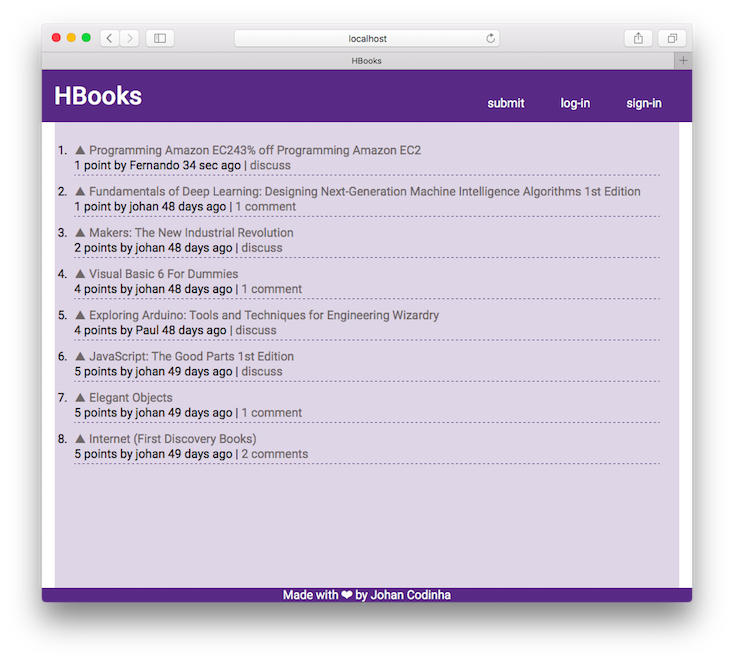 localhost
HBooks
HBooks
submit log-in sign-in
1. ▲ Programming Amazon EC243% off Programming Amazon EC2
1 point by Fernando 34 sec ago | discuss
2. ▲ Fundamentals of Deep Learning: Designing Next-Generation Machine Intelligence Algorithms 1st Edition
1 point by johan 48 days ago | 1 comment
3. ▲ Makers: The New Industrial Revolution
2 points by johan 48 days ago | discuss
4. ▲ Visual Basic 6 For Dummies
4 points by johan 48 days ago | 1 comment
5. ▲ Exploring Arduino: Tools and Techniques for Engineering Wizardry
4 points by Paul 48 days ago | discuss
6. ▲ JavaScript: The Good Parts 1st Edition
5 points by johan 49 days ago | discuss
7. ▲ Elegant Objects
5 points by johan 49 days ago | 1 comment
8. ▲ Internet (First Discovery Books)
5 points by johan 49 days ago | 2 comments
Made with ❤ by Johan Codinha